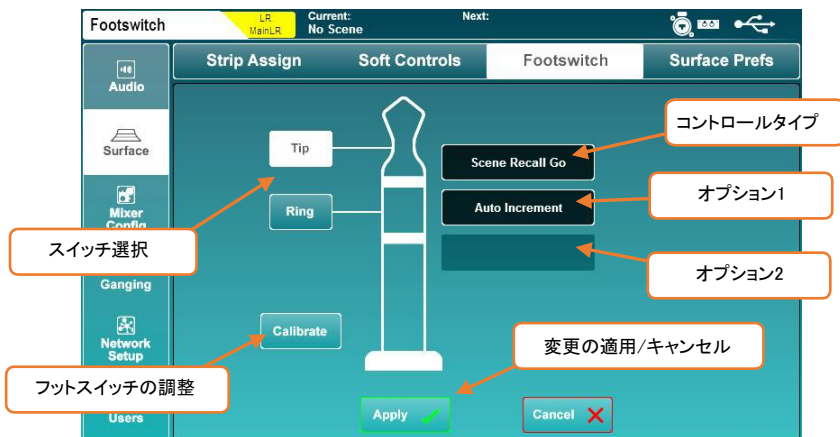 Footswitch
LR
MainLR
Current:
No Scene
Next:
Audio
Surface
Mixer
Config
Ganging
Network
Setup
Users
Strip Assign
Soft Controls
Footswitch
Surface Prefs
Tip
Ring
Calibrate
Scene Recall Go
Auto Increment
Apply
Cancel
コントロールタイプ
オプション1
オプション2
スイッチ選択
変更の適用/キャンセル
フットスイッチの調整